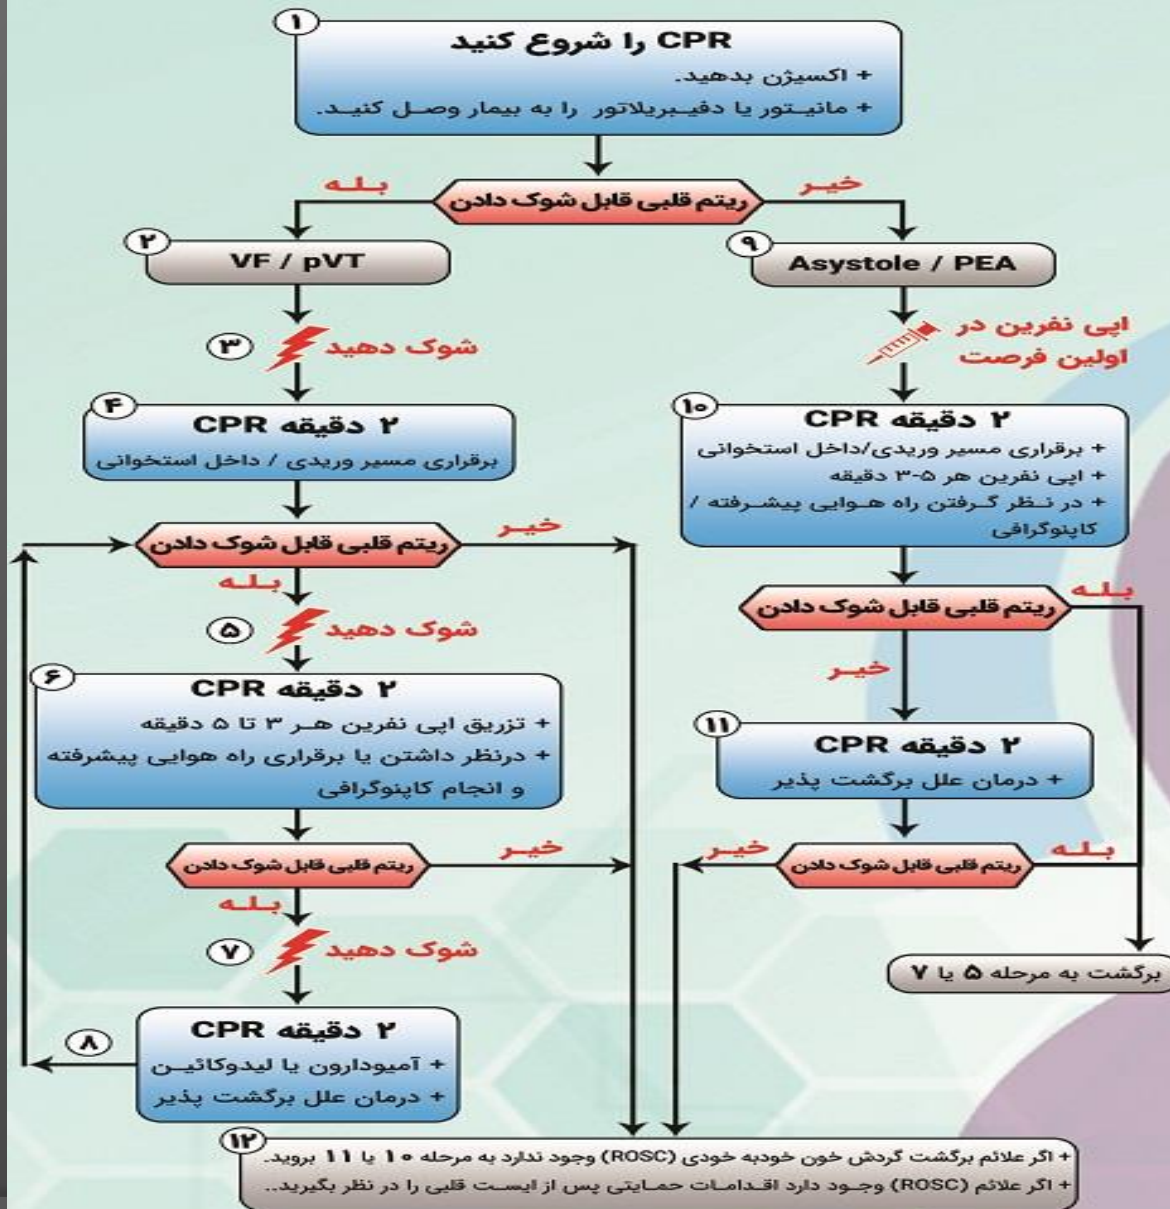 ۱
CPR را شروع کنید
+ اکسیژن بدهید.
+ مانیتور یا دفیبریلاتور را به بیمار وصل کنید.
ریتم قلبی قابل شوک دادن
بله
خیر
۲
VF / pVT
۳
شوک دهید
۴
۲ دقیقه CPR
برقراری مسیر وریدی / داخل استخوانی
ریتم قلبی قابل شوک دادن
خیر
بله
۵
شوک دهید
۶
۲ دقیقه CPR
+ تزریق اپی نفرین هر ۳ تا ۵ دقیقه
+ درنظر داشتن یا برقراری راه هوایی پیشرفته
و انجام کاپنوگرافی
ریتم قلبی قابل شوک دادن
خیر
بله
۷
شوک دهید
۸
۲ دقیقه CPR
+ آمیودارون یا لیدوکائین
+ درمان علل برگشت پذیر
۹
Asystole / PEA
اپی نفرین در
اولین فرصت
۱۰
۲ دقیقه CPR
+ برقراری مسیر وریدی/داخل استخوانی
+ اپی نفرین هر ۵-۳ دقیقه
+ در نظر گرفتن راه هوایی پیشرفته /
کاپنوگرافی
ریتم قلبی قابل شوک دادن
بله
خیر
۱۱
۲ دقیقه CPR
+ درمان علل برگشت پذیر
ریتم قلبی قابل شوک دادن
خیر
بله
برگشت به مرحله ۵ یا ۷
۱۲
+ اگر علائم برگشت گردش خون خودبه خودی (ROSC) وجود ندارد به مرحله ۱۰ یا ۱۱ بروید.
+ اگر علائم (ROSC) وجود دارد اقدامات حمایتی پس از ایست قلبی را در نظر بگیرید..